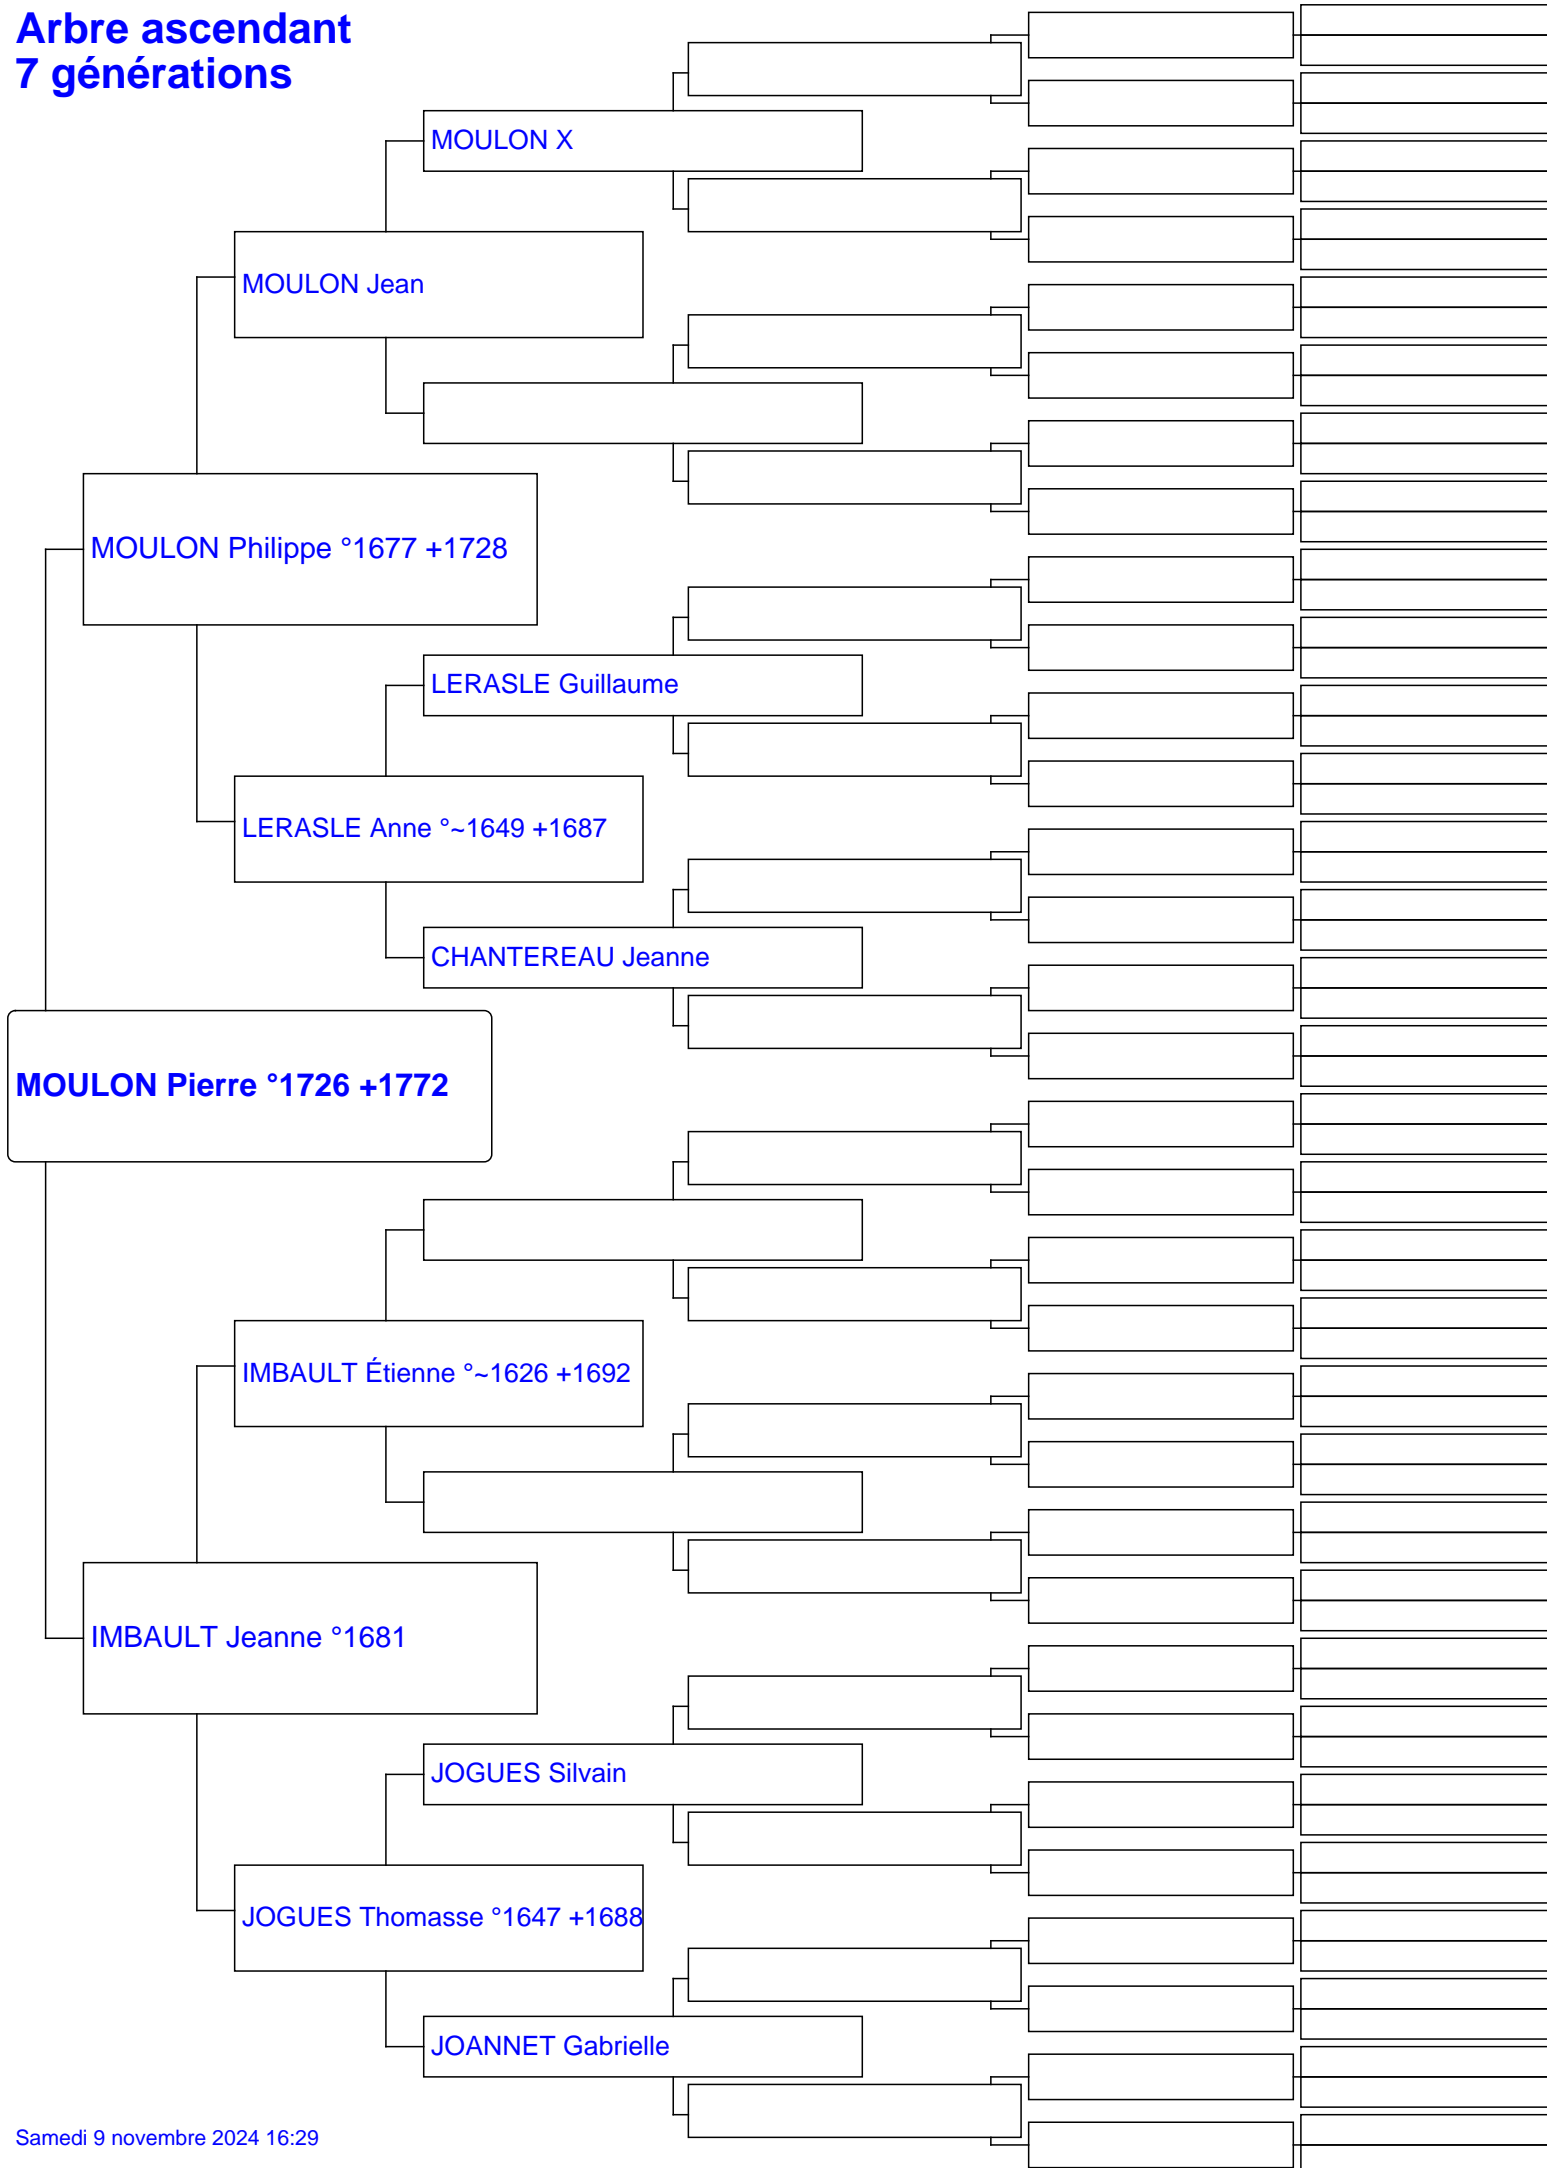 Arbre ascendant
7 générations
MOULON X
MOULON Jean
MOULON Philippe °1677 +1728
LERASLE Guillaume
LERASLE Anne °~1649 +1687
CHANTEREAU Jeanne
MOULON Pierre °1726 +1772
IMBAULT Étienne °~1626 +1692
IMBAULT Jeanne °1681
JOGUES Silvain
JOGUES Thomasse °1647 +1688
JOANNET Gabrielle
Samedi 9 novembre 2024 16:29